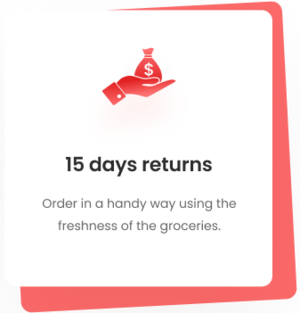 $
15 days returns
Order in a handy way using the
freshness of the groceries.